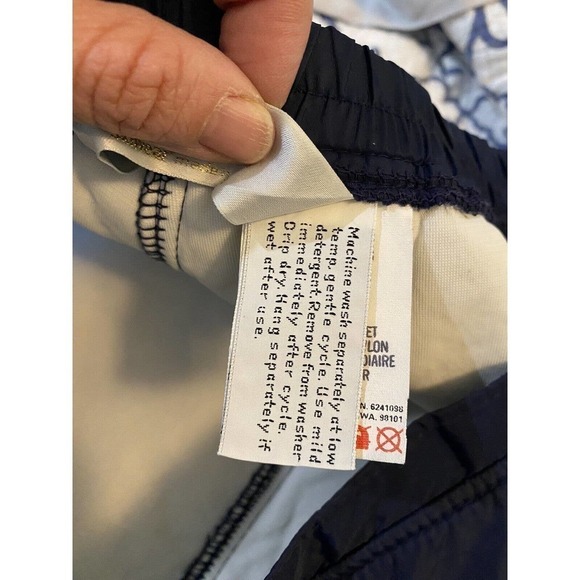 Machine wash separately at low
temp, gentle cycle. Use mild
detergent. Remove from washer
immediately after cycle.
Drip dry. Hang separately if
wet after use.
ET
LON
DIAIRE
R
N. 6241098
WA. 98101